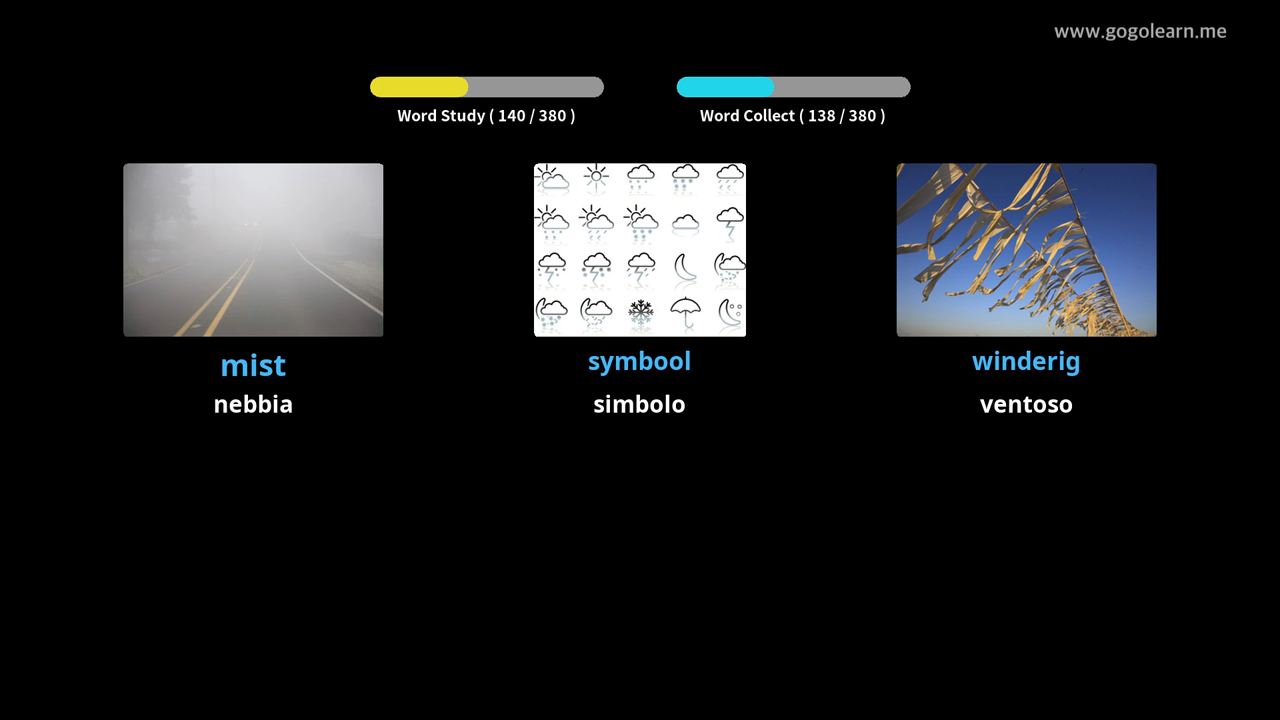 www.gogolearn.me
Word Study ( 140 / 380 )
Word Collect ( 138 / 380 )
mist
nebbia
symbool
simbolo
winderig
ventoso